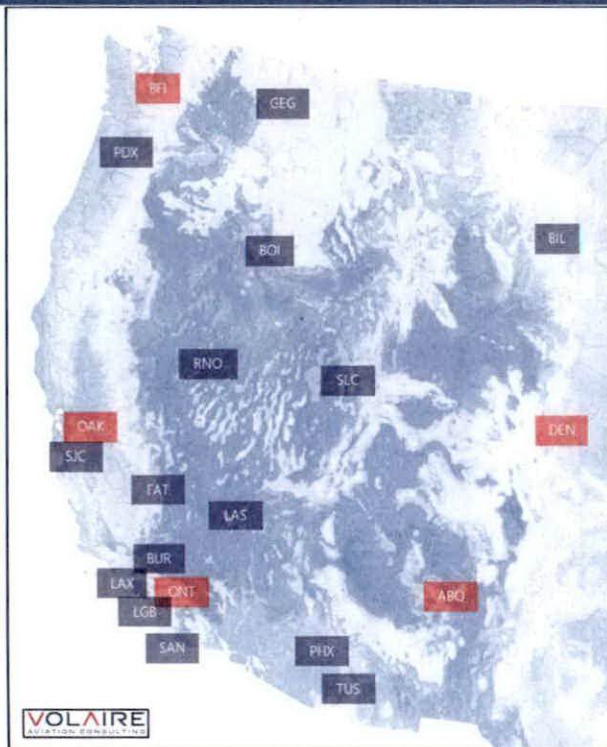 BFI
GEG
PDX
BIL
BOI
RNO
SLC
OAK
DEN
SJC
FAT
LAS
BUR
LAX
ONT
ABQ
LGB
SAN
PHX
TUS
VOLAIRE
AVIATION CONSULTING